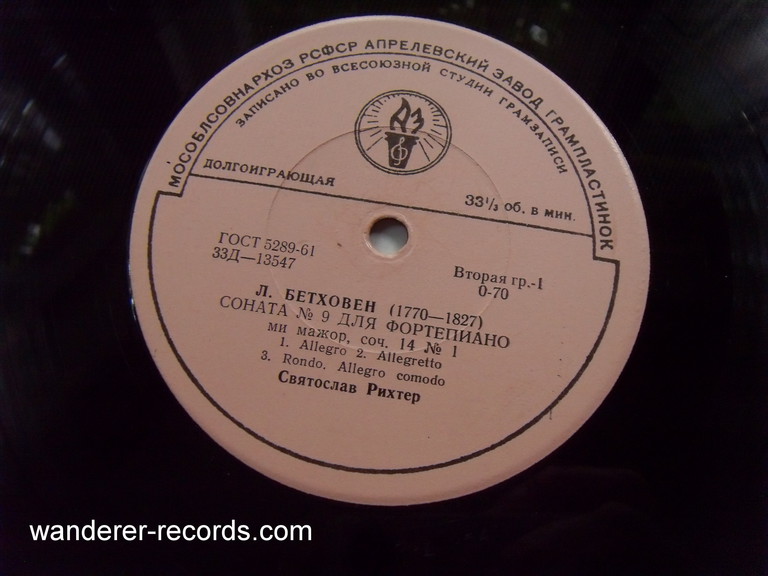 МОСОБЛСОВНАРХОЗ РСФСР АПРЕЛЕВСКИЙ ЗАВОД ГРАМПЛАСТИНОК
ЗАПИСАНО ВО ВСЕСОЮЗНОЙ СТУДИИ ГРАМЗАПИСИ
АЗ
ДОЛГОИГРАЮЩАЯ
33⅓ об. в мин.
ГОСТ 5289-61
33Д—13547
Вторая гр.-1
0-70
Л. БЕТХОВЕН (1770—1827)
СОНАТА № 9 ДЛЯ ФОРТЕПИАНО
ми мажор, соч. 14 № 1
1. Allegro 2. Allegretto
3. Rondo. Allegro comodo
Святослав Рихтер
wanderer-records.com